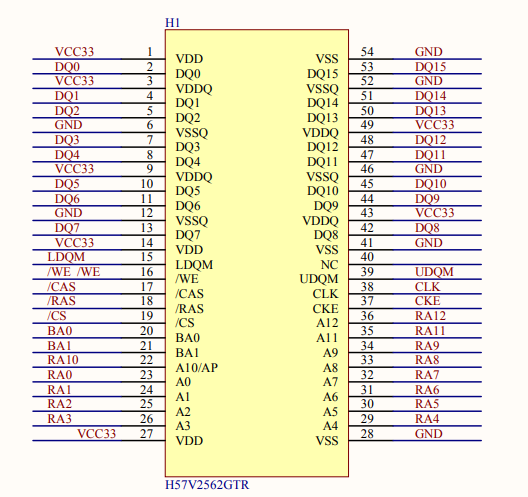 H1
VCC33 1 VDD VSS 54 GND
DQ0 2 DQ0 DQ15 53 DQ15
VCC33 3 VDDQ VSSQ 52 GND
DQ1 4 DQ1 DQ14 51 DQ14
DQ2 5 DQ2 DQ13 50 DQ13
GND 6 VSSQ VDDQ 49 VCC33
DQ3 7 DQ3 DQ12 48 DQ12
DQ4 8 DQ4 DQ11 47 DQ11
VCC33 9 VDDQ VSSQ 46 GND
DQ5 10 DQ5 DQ10 45 DQ10
DQ6 11 DQ6 DQ9 44 DQ9
GND 12 VSSQ VDDQ 43 VCC33
DQ7 13 DQ7 DQ8 42 DQ8
VCC33 14 VDD VSS 41 GND
LDQM 15 LDQM NC 40
/WE /WE 16 /WE UDQM 39 UDQM
/CAS 17 /CAS CLK 38 CLK
/RAS 18 /RAS CKE 37 CKE
/CS 19 /CS A12 36 RA12
BA0 20 BA0 A11 35 RA11
BA1 21 BA1 A9 34 RA9
RA10 22 A10/AP A8 33 RA8
RA0 23 A0 A7 32 RA7
RA1 24 A1 A6 31 RA6
RA2 25 A2 A5 30 RA5
RA3 26 A3 A4 29 RA4
VCC33 27 VDD VSS 28 GND
H57V2562GTR